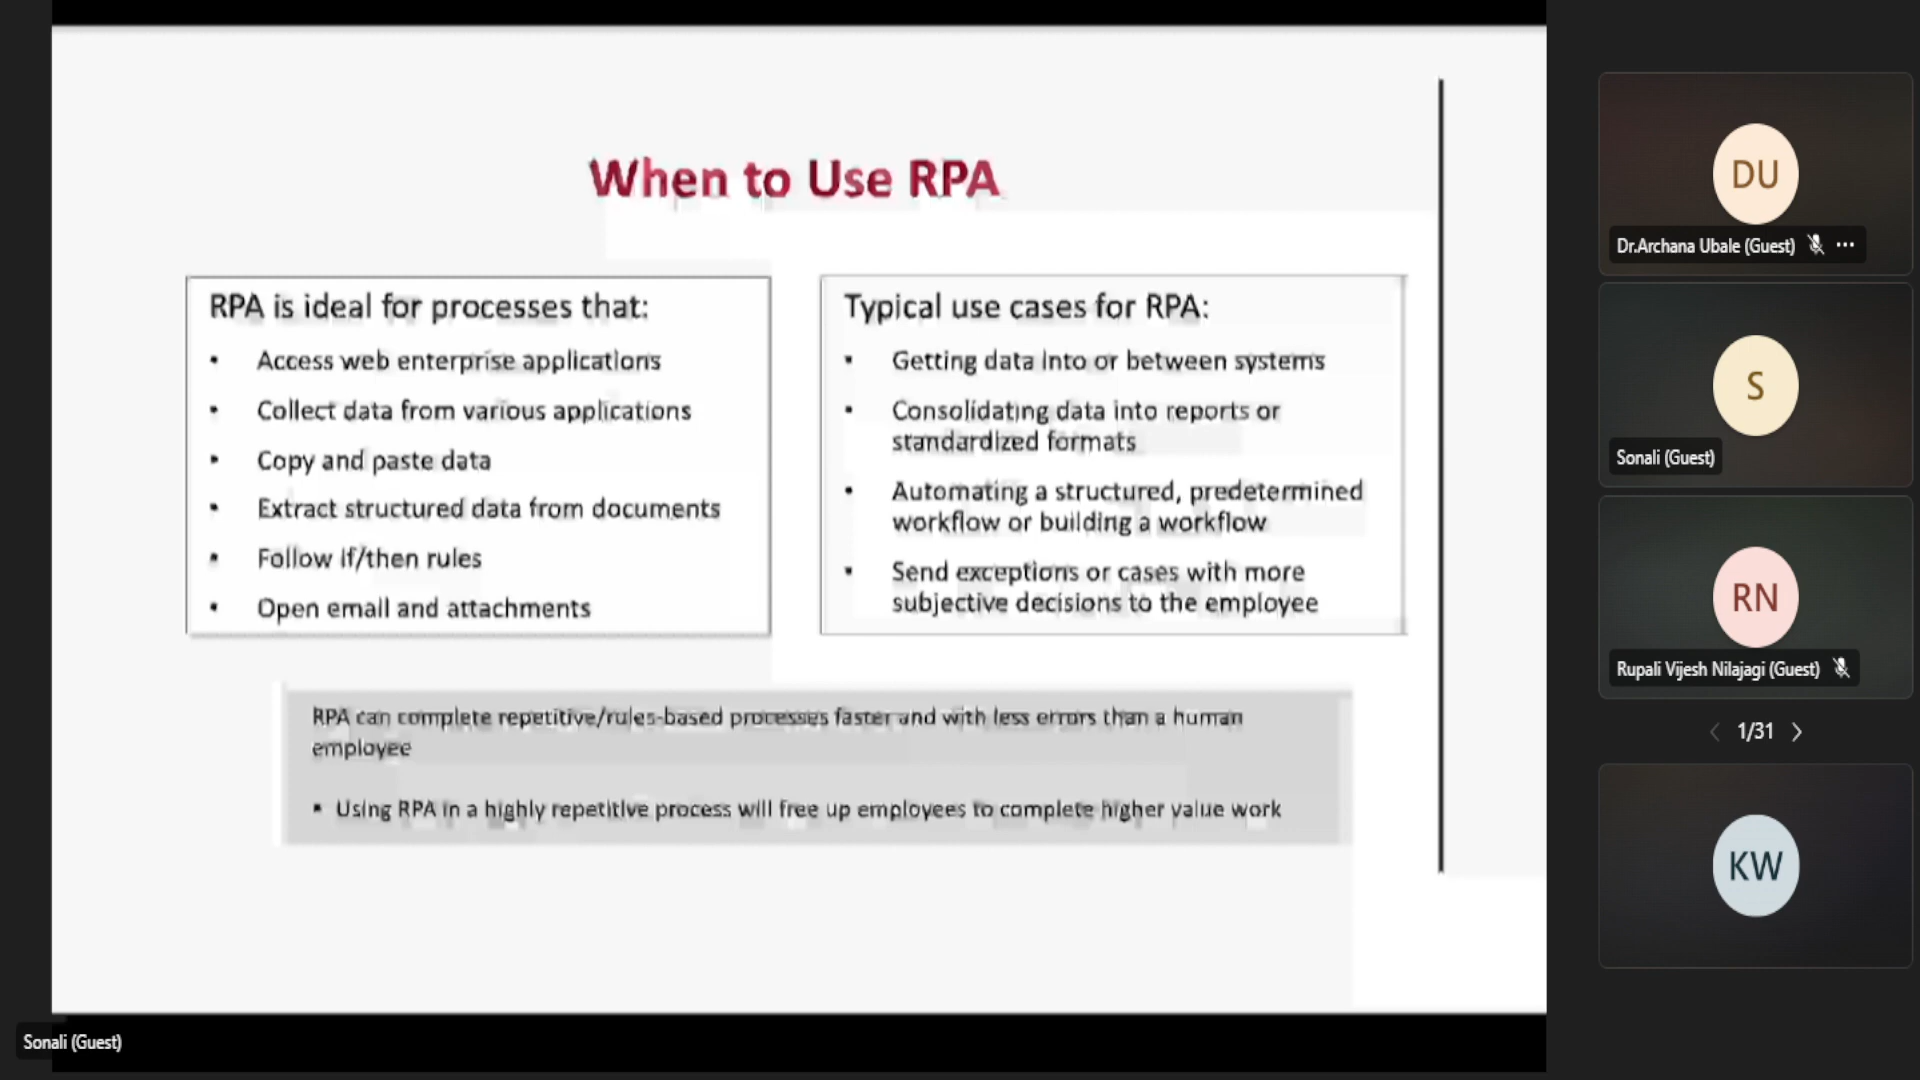 When to Use RPA
RPA is ideal for processes that:
• Access web enterprise applications
• Collect data from various applications
• Copy and paste data
• Extract structured data from documents
• Follow if/then rules
• Open email and attachments
Typical use cases for RPA:
• Getting data into or between systems
• Consolidating data into reports or
standardized formats
• Automating a structured, predetermined
workflow or building a workflow
• Send exceptions or cases with more
subjective decisions to the employee
RPA can complete repetitive/rules-based processes faster and with less errors than a human
employee
▪ Using RPA in a highly repetitive process will free up employees to complete higher value work
Sonali (Guest)
DU
Dr.Archana Ubale (Guest)
S
Sonali (Guest)
RN
Rupali Vijesh Nilajagi (Guest)
1/31
KW